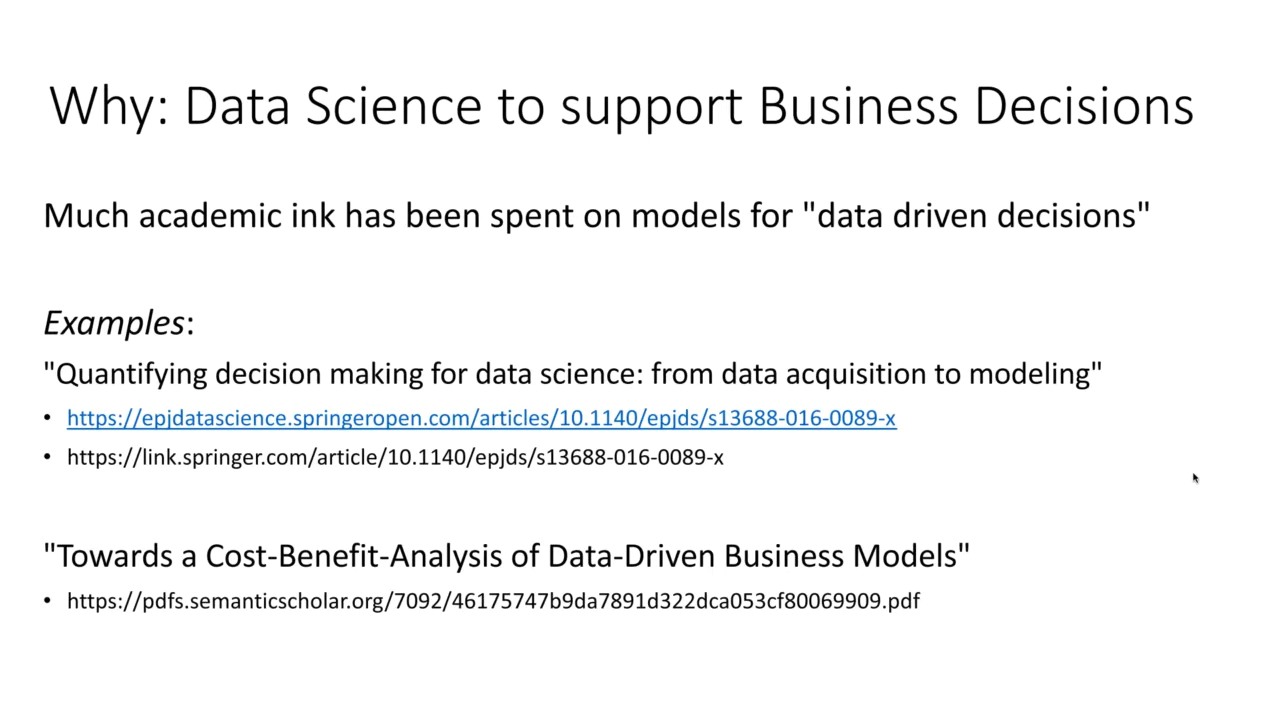 Why: Data Science to support Business Decisions
Much academic ink has been spent on models for "data driven decisions"
Examples:
"Quantifying decision making for data science: from data acquisition to modeling"
• https://epjdatascience.springeropen.com/articles/10.1140/epjds/s13688-016-0089-x
• https://link.springer.com/article/10.1140/epjds/s13688-016-0089-x
"Towards a Cost-Benefit-Analysis of Data-Driven Business Models"
• https://pdfs.semanticscholar.org/7092/46175747b9da7891d322dca053cf80069909.pdf